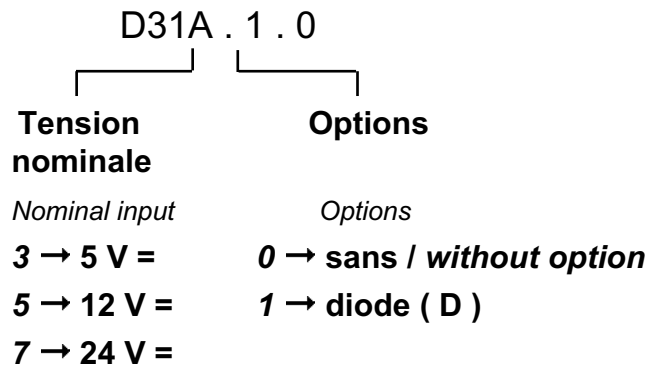 D31A . 1 . 0
Tension nominale
Options
Nominal input
Options
3 → 5 V =
0 → sans / without option
5 → 12 V =
1 → diode ( D )
7 → 24 V =